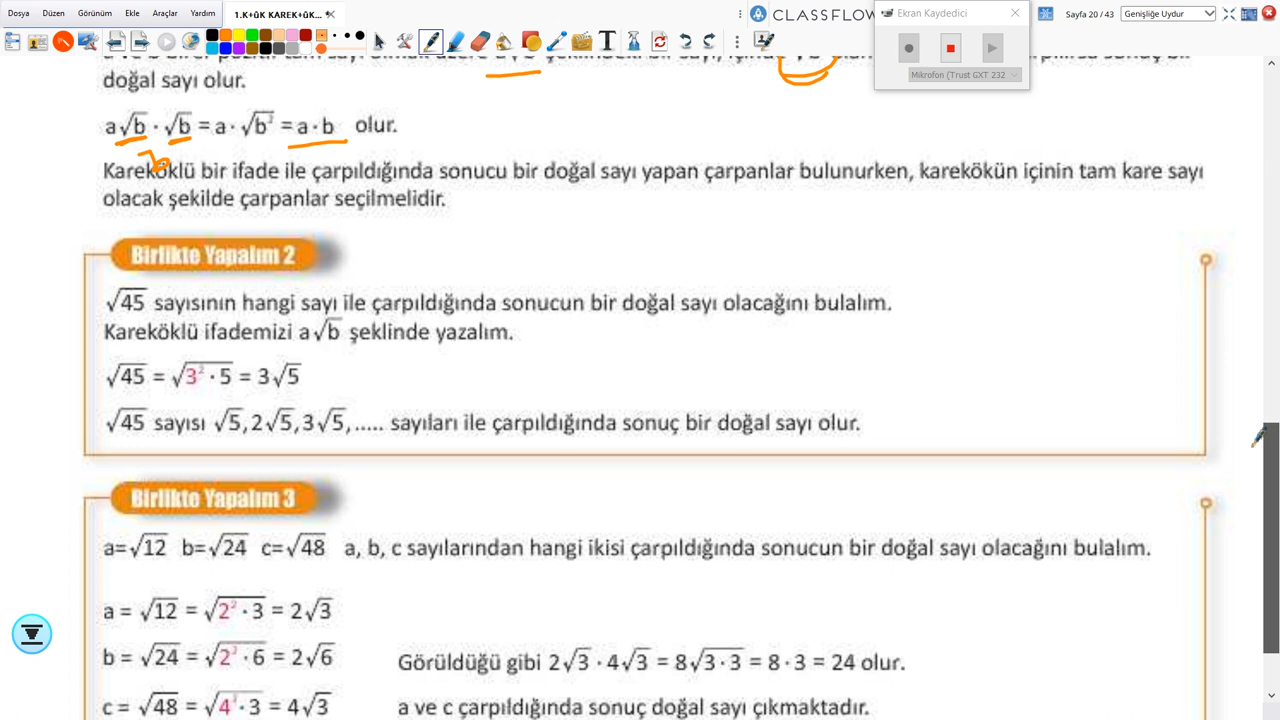 Dosya Düzen Görünüm Ekle Araçlar Yardım
1.K+ûK KAREK+ûK...*
CLASSFLOW
Ekran Kaydedici
Sayfa 20 / 43
Genişliğe Uydur
Mikrofon (Trust GXT 232
doğal sayı olur.
a√b · √b = a · √b² = a · b olur.
Kareköklü bir ifade ile çarpıldığında sonucu bir doğal sayı yapan çarpanlar bulunurken, karekökün içinin tam kare sayı
olacak şekilde çarpanlar seçilmelidir.
Birlikte Yapalım 2
√45 sayısının hangi sayı ile çarpıldığında sonucun bir doğal sayı olacağını bulalım.
Kareköklü ifademizi a√b şeklinde yazalım.
√45 = √3² · 5 = 3√5
√45 sayısı √5, 2√5, 3√5, ..... sayıları ile çarpıldığında sonuç bir doğal sayı olur.
Birlikte Yapalım 3
a=√12 b=√24 c=√48 a, b, c sayılarından hangi ikisi çarpıldığında sonucun bir doğal sayı olacağını bulalım.
a = √12 = √2² · 3 = 2√3
b = √24 = √2² · 6 = 2√6
Görüldüğü gibi 2√3 · 4√3 = 8√3 · 3 = 8 · 3 = 24 olur.
c = √48 = √4² · 3 = 4√3
a ve c çarpıldığında sonuç doğal sayı çıkmaktadır.